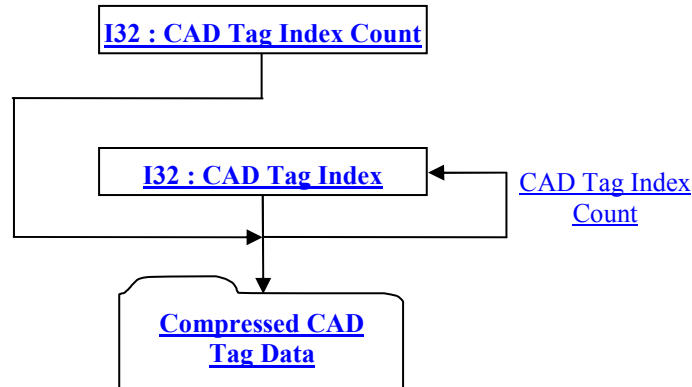 I32 : CAD Tag Index Count
I32 : CAD Tag Index
CAD Tag Index
Count
Compressed CAD
Tag Data